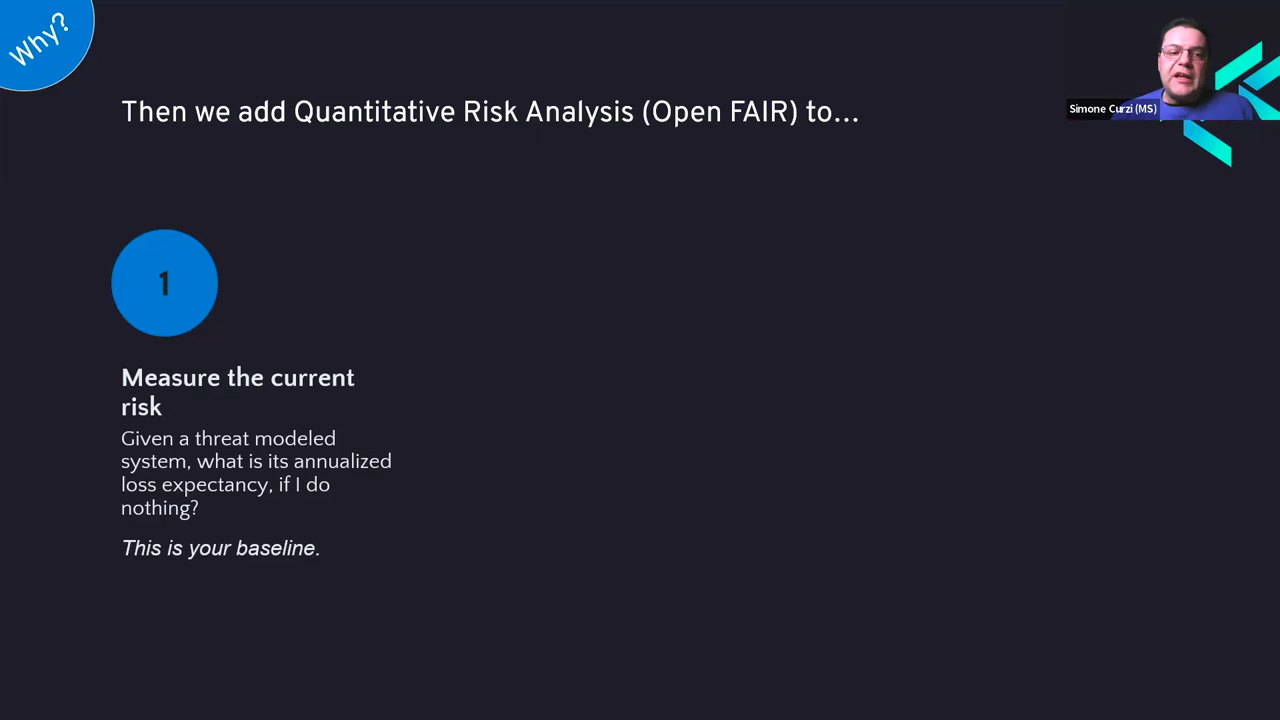 Why?
Then we add Quantitative Risk Analysis (Open FAIR) to...
Simone Curzi (MS)
1
Measure the current
risk
Given a threat modeled
system, what is its annualized
loss expectancy, if I do
nothing?
This is your baseline.